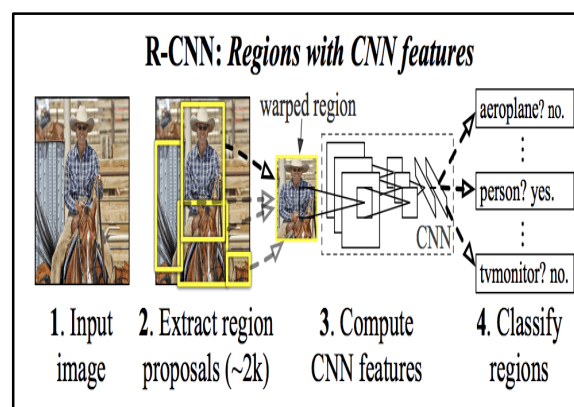 R-CNN: Regions with CNN features
warped region
aeroplane? no.
person? yes.
tvmonitor? no.
CNN
1. Input
image
2. Extract region
proposals (~2k)
3. Compute
CNN features
4. Classify
regions